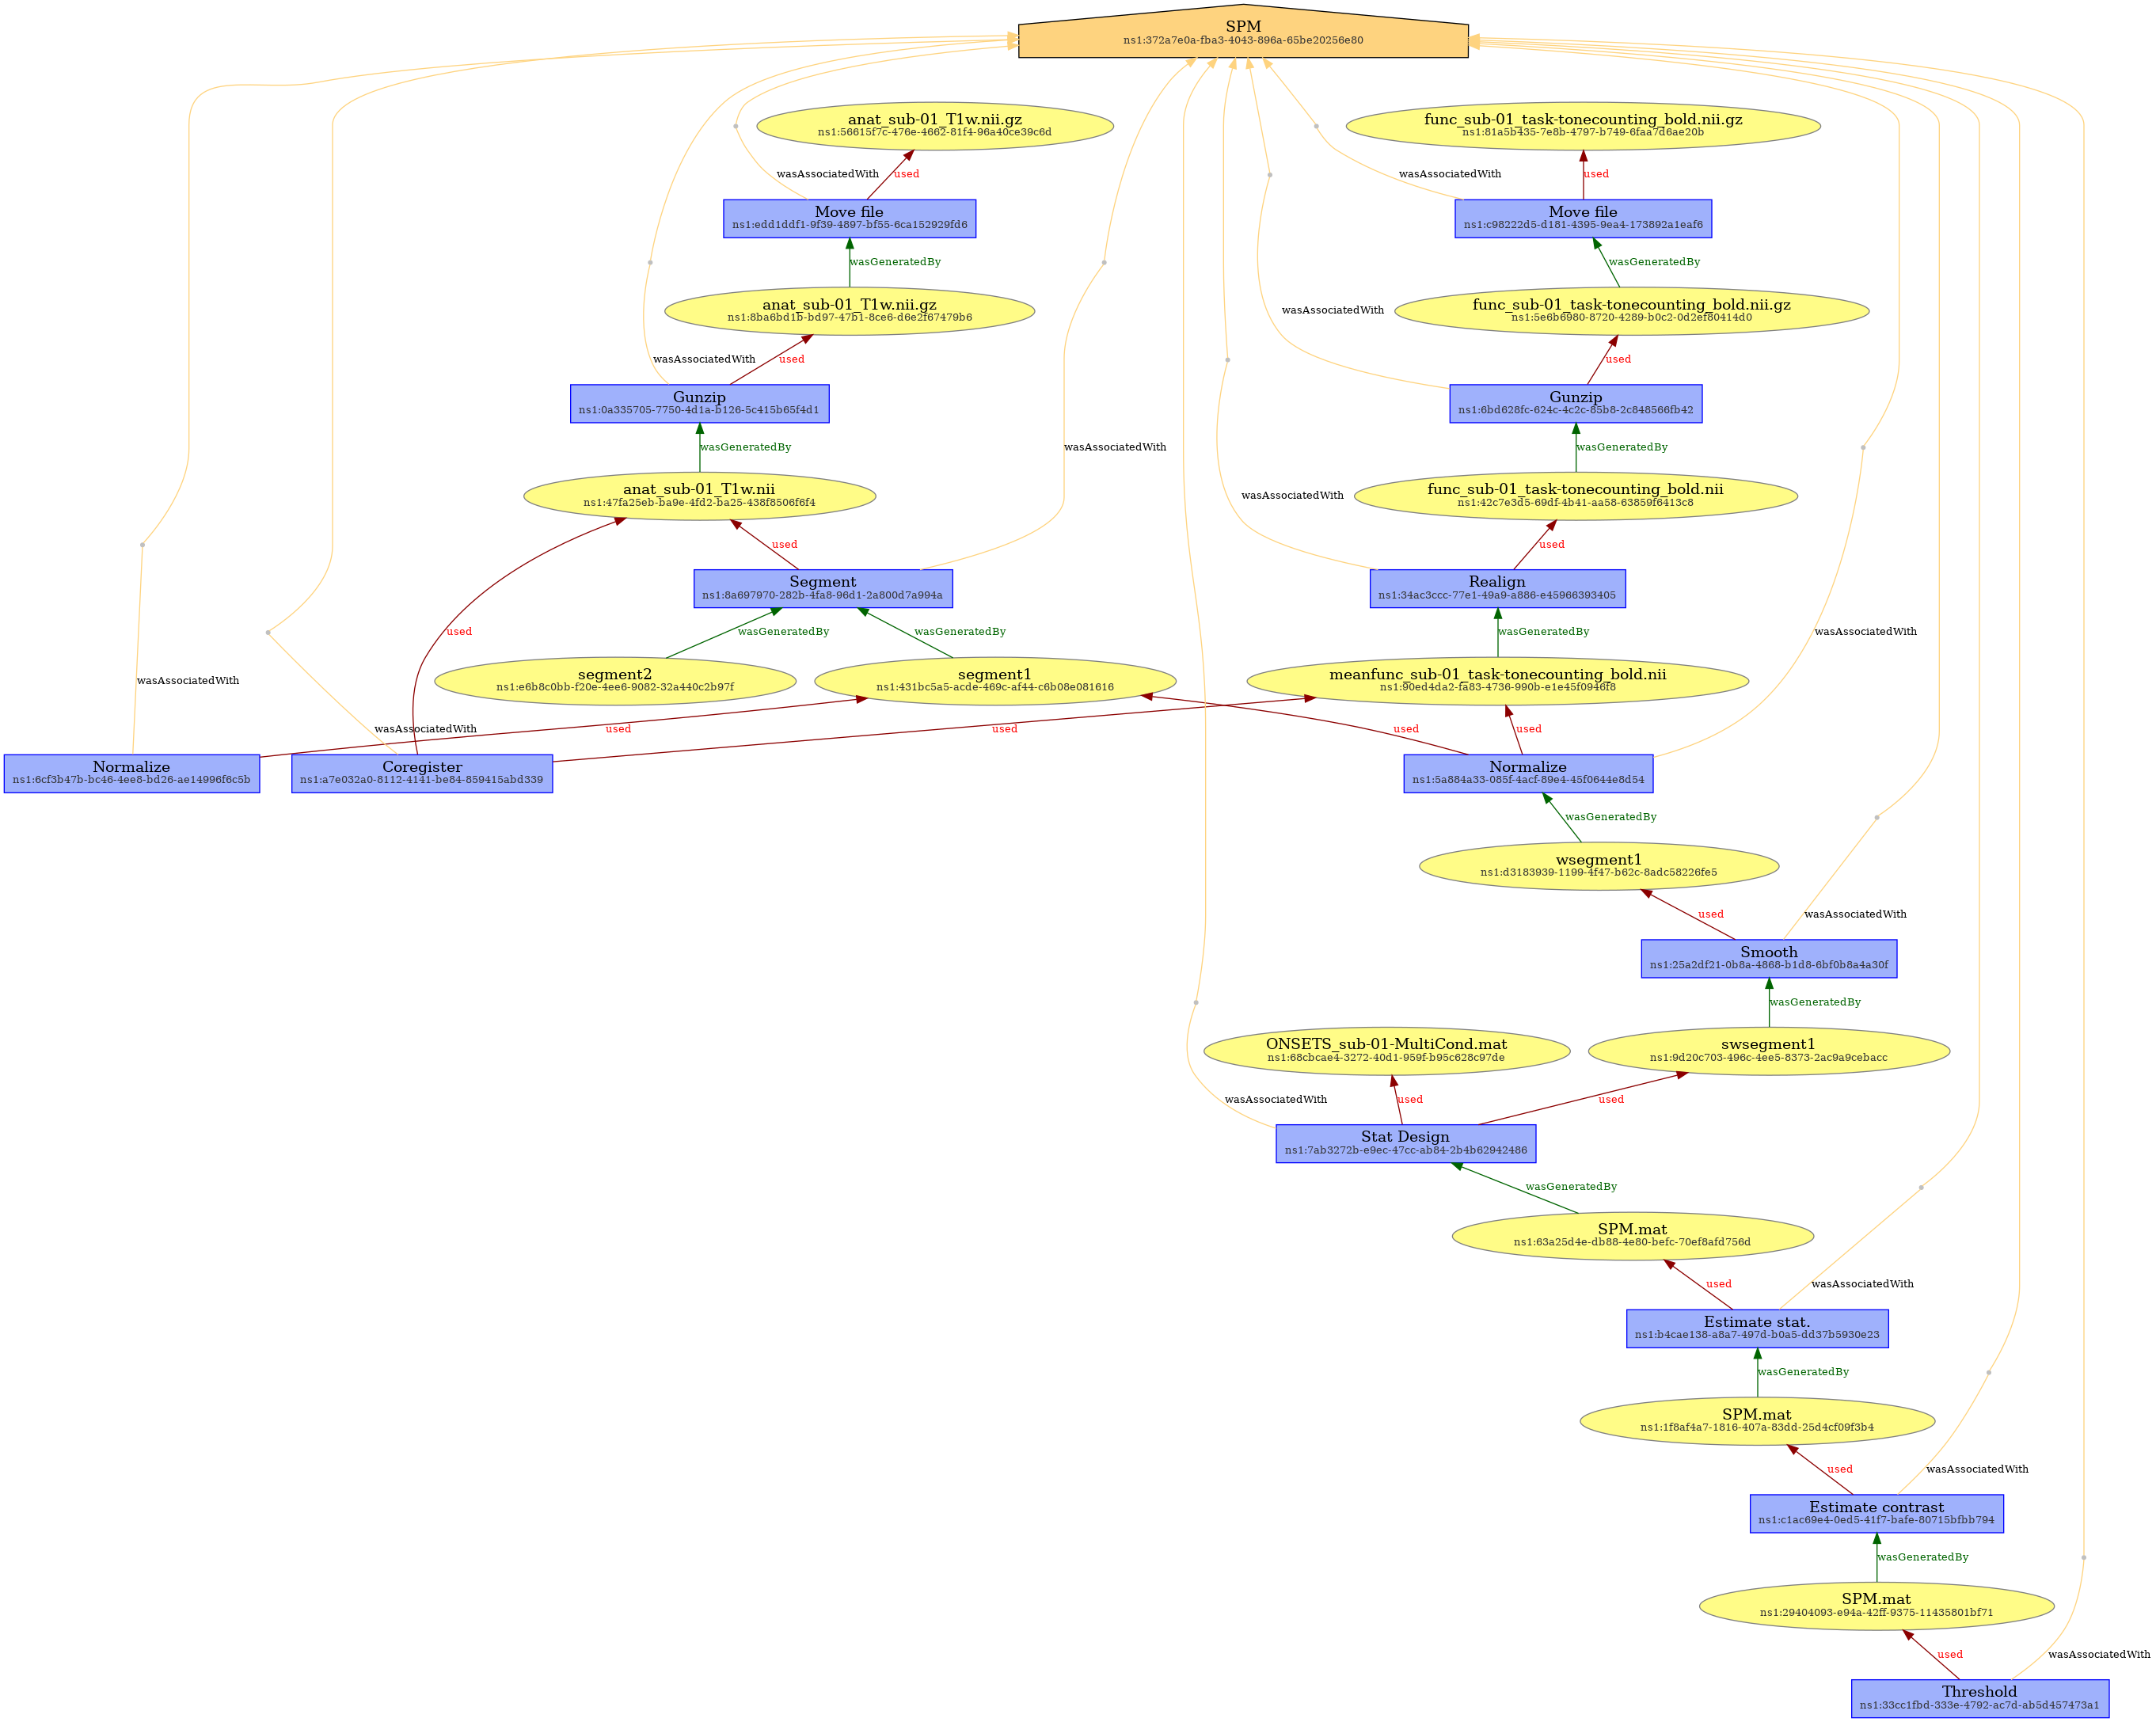 SPM
ns1:372a7e0a-fba3-4043-896a-65be20256e80
anat_sub-01_T1w.nii.gz
ns1:56615f7c-476e-4662-81f4-96a40ce39c6d
func_sub-01_task-tonecounting_bold.nii.gz
ns1:81a5b435-7e8b-4797-b749-6faa7d6ae20b
wasAssociatedWith
used
wasAssociatedWith
used
Move file
ns1:edd1ddf1-9f39-4897-bf55-6ca152929fd6
Move file
ns1:c98222d5-d181-4395-9ea4-173892a1eaf6
wasGeneratedBy
wasGeneratedBy
anat_sub-01_T1w.nii.gz
ns1:8ba6bd1b-bd97-47b1-8ce6-d6e2f67479b6
wasAssociatedWith
func_sub-01_task-tonecounting_bold.nii.gz
ns1:5e6b6980-8720-4289-b0c2-0d2ef80414d0
wasAssociatedWith
used
used
Gunzip
ns1:0a335705-7750-4d1a-b126-5c415b65f4d1
Gunzip
ns1:6bd628fc-624c-4c2c-85b8-2c848566fb42
wasGeneratedBy
wasAssociatedWith
wasGeneratedBy
anat_sub-01_T1w.nii
ns1:47fa25eb-ba9e-4fd2-ba25-438f8506f6f4
wasAssociatedWith
func_sub-01_task-tonecounting_bold.nii
ns1:42c7e3d5-69df-4b41-aa58-63859f6413c8
used
used
Segment
ns1:8a697970-282b-4fa8-96d1-2a800d7a994a
Realign
ns1:34ac3ccc-77e1-49a9-a886-e45966393405
used
wasGeneratedBy
wasGeneratedBy
wasGeneratedBy
wasAssociatedWith
wasAssociatedWith
segment2
ns1:e6b8c0bb-f20e-4ee6-9082-32a440c2b97f
segment1
ns1:431bc5a5-acde-469c-af44-c6b08e081616
meanfunc_sub-01_task-tonecounting_bold.nii
ns1:90ed4da2-fa83-4736-990b-e1e45f0946f8
wasAssociatedWith
used
used
used
used
Normalize
ns1:6cf3b47b-bc46-4ee8-bd26-ae14996f6c5b
Coregister
ns1:a7e032a0-8112-4141-be84-859415abd339
Normalize
ns1:5a884a33-085f-4acf-89e4-45f0644e8d54
wasGeneratedBy
wsegment1
ns1:d3183939-1199-4f47-b62c-8adc58226fe5
used
wasAssociatedWith
Smooth
ns1:25a2df21-0b8a-4868-b1d8-6bf0b8a4a30f
wasGeneratedBy
ONSETS_sub-01-MultiCond.mat
ns1:68cbcae4-3272-40d1-959f-b95c628c97de
swsegment1
ns1:9d20c703-496c-4ee5-8373-2ac9a9cebacc
wasAssociatedWith
used
used
Stat Design
ns1:7ab3272b-e9ec-47cc-ab84-2b4b62942486
wasGeneratedBy
SPM.mat
ns1:63a25d4e-db88-4e80-befc-70ef8afd756d
used
wasAssociatedWith
Estimate stat.
ns1:b4cae138-a8a7-497d-b0a5-dd37b5930e23
wasGeneratedBy
SPM.mat
ns1:1f8af4a7-1816-407a-83dd-25d4cf09f3b4
used
wasAssociatedWith
Estimate contrast
ns1:c1ac69e4-0ed5-41f7-bafe-80715bfbb794
wasGeneratedBy
SPM.mat
ns1:29404093-e94a-42ff-9375-11435801bf71
used
wasAssociatedWith
Threshold
ns1:33cc1fbd-333e-4792-ac7d-ab5d457473a1